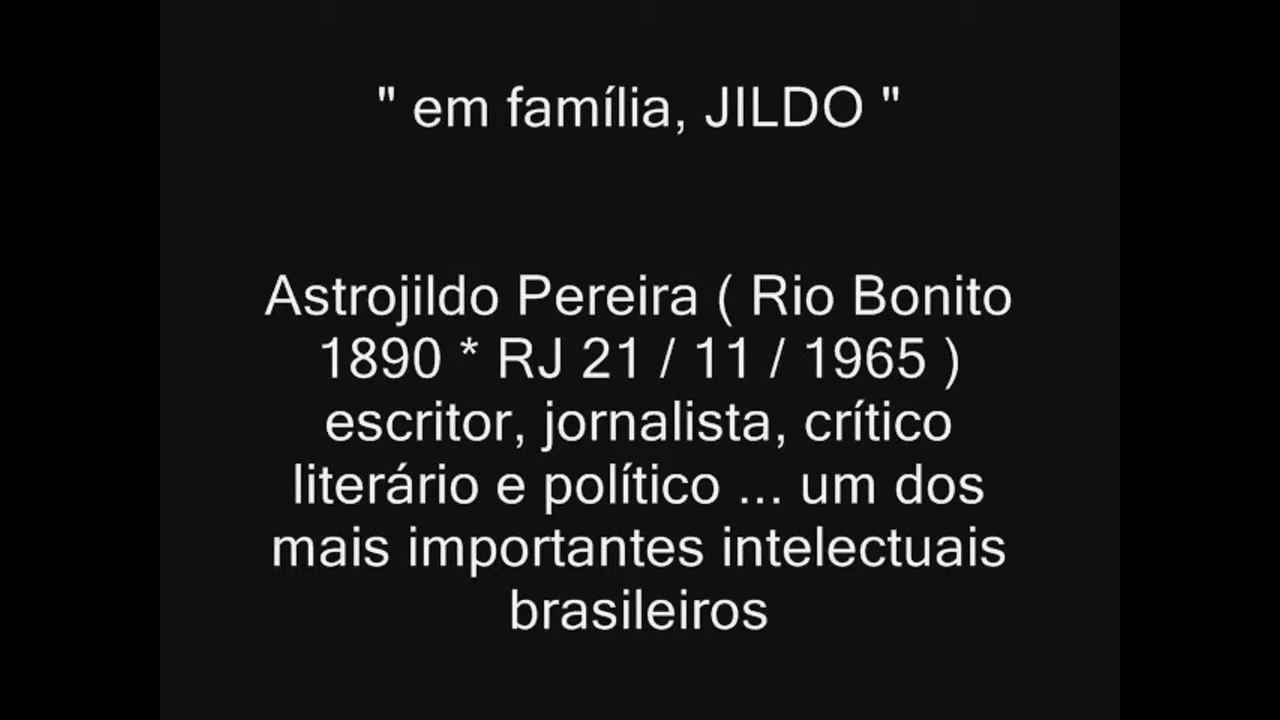 " em família, JILDO "
Astrojildo Pereira ( Rio Bonito
1890 * RJ 21 / 11 / 1965 )
escritor, jornalista, crítico
literário e político ... um dos
mais importantes intelectuais
brasileiros